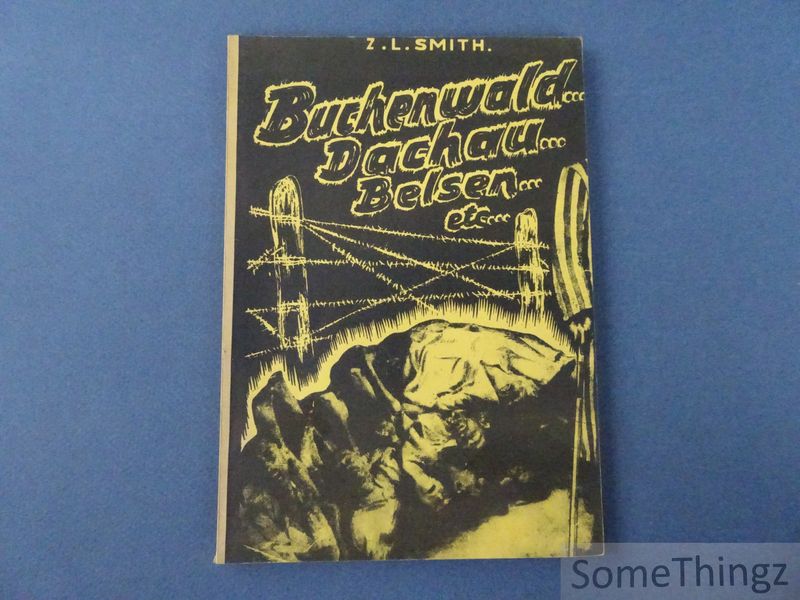 Z.L.SMITH.
Buchenwald...
Dachau...
Belsen...
etc...
SomeThingz